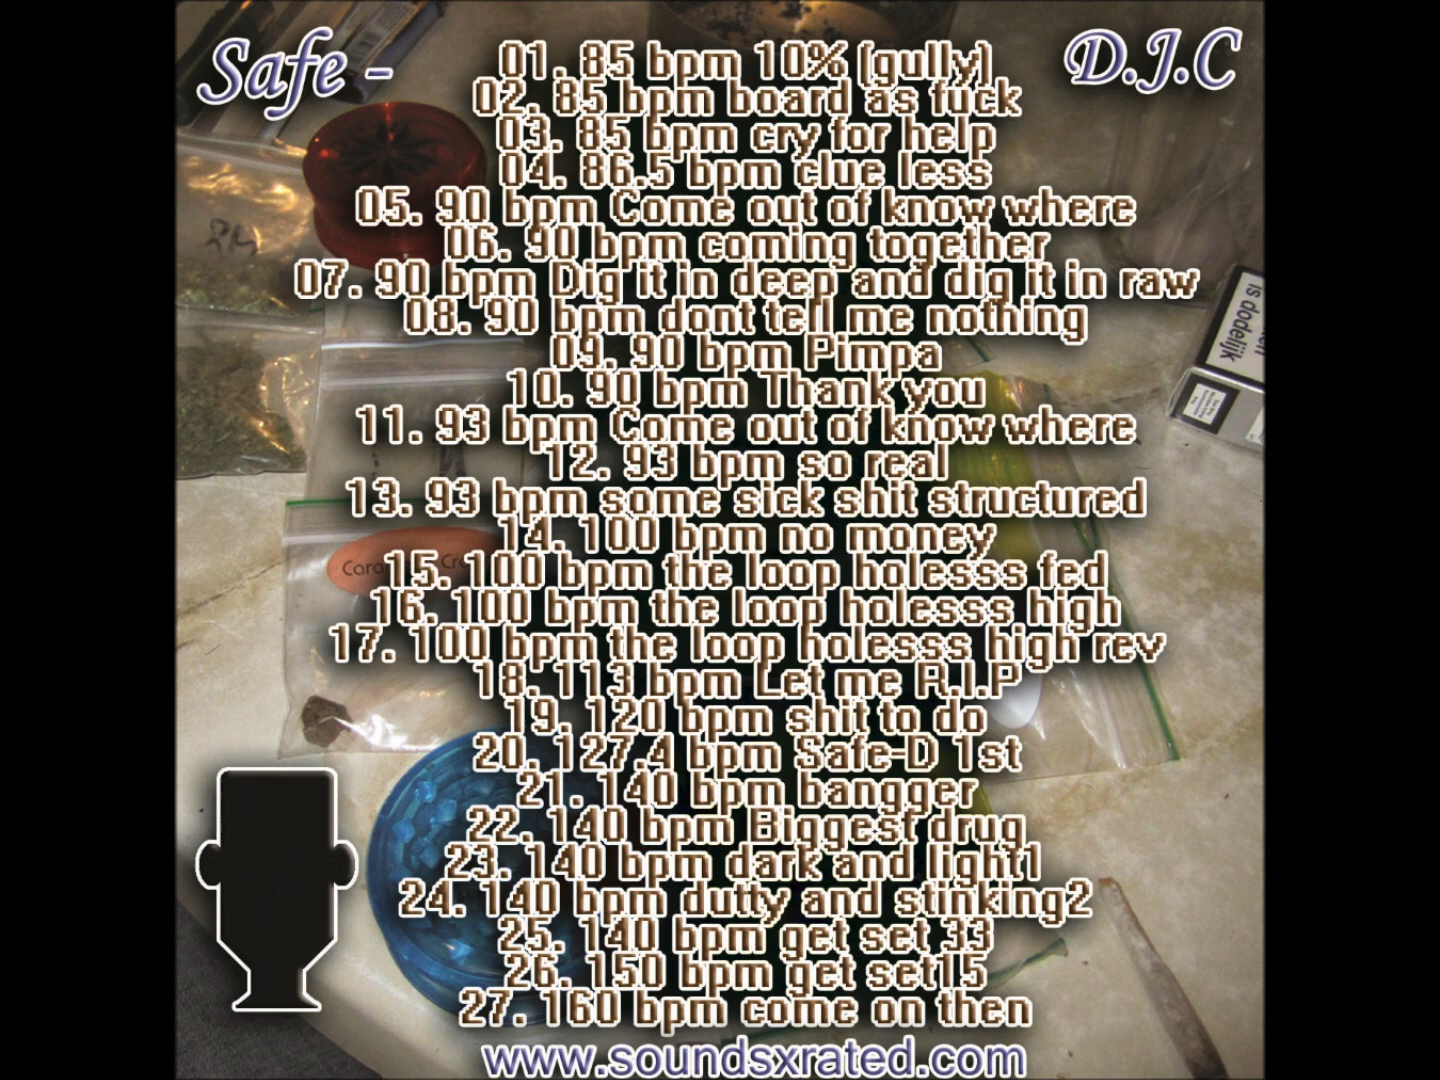 Safe -
D.J.C
01. 85 bpm 10% (gully)
02. 85 bpm board as fuck
03. 85 bpm cry for help
04. 86.5 bpm clue less
05. 90 bpm Come out of know where
06. 90 bpm coming together
07. 90 bpm Dig it in deep and dig it in raw
08. 90 bpm dont tell me nothing
09. 90 bpm Pimpa
10. 90 bpm Thank you
11. 93 bpm Come out of know where
12. 93 bpm so real
13. 93 bpm some sick shit structured
14. 100 bpm no money
15. 100 bpm the loop holesss fed
16. 100 bpm the loop holesss high
17. 100 bpm the loop holesss high rev
18. 113 bpm Let me R.I.P
19. 120 bpm shit to do
20. 127.4 bpm Safe-D 1st
21. 140 bpm bangger
22. 140 bpm Biggest drug
23. 140 bpm dark and light1
24. 140 bpm dutty and stinking2
25. 140 bpm get set 33
26. 150 bpm get set15
27. 160 bpm come on then
www.soundsxrated.com
is dodelijk